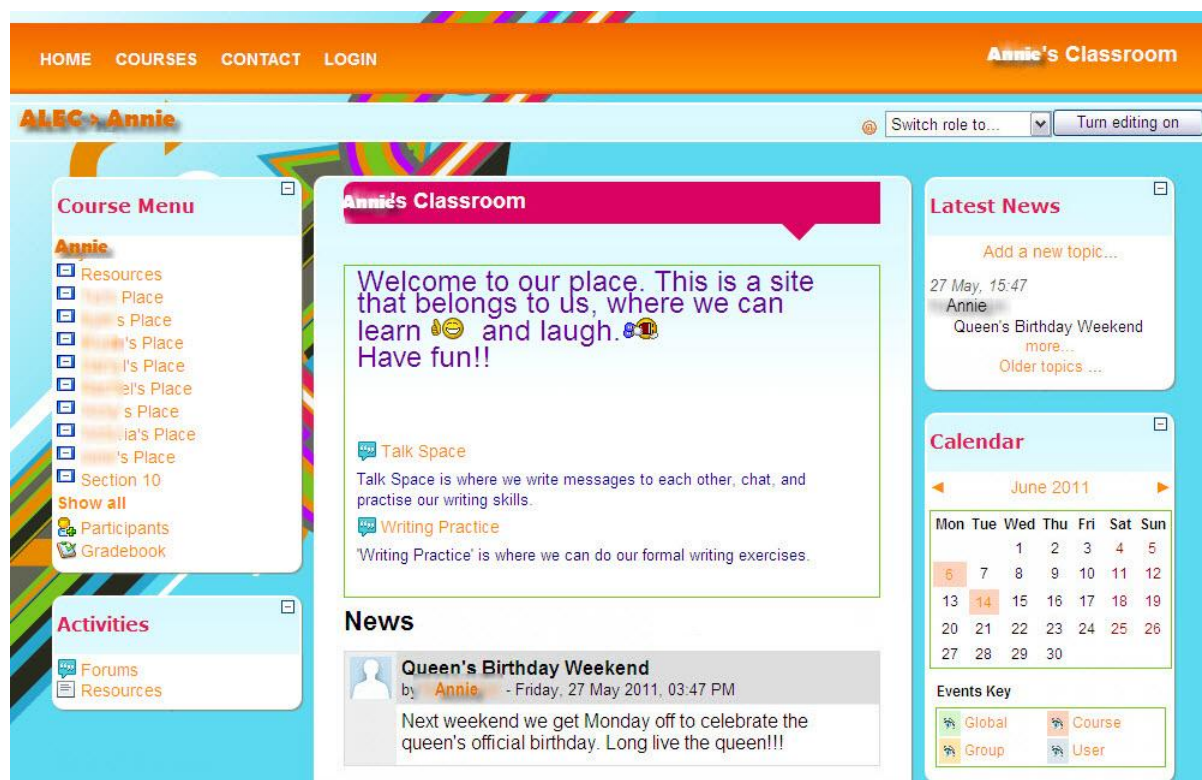 HOME COURSES CONTACT LOGIN
Annie's Classroom
ALEC > Annie
Switch role to...
Turn editing on
Course Menu
Annie
Resources
Place
s Place
's Place
l's Place
el's Place
s Place
ia's Place
's Place
Section 10
Show all
Participants
Gradebook
Activities
Forums
Resources
Annie's Classroom
Welcome to our place. This is a site
that belongs to us, where we can
learn and laugh.
Have fun!!
Talk Space
Talk Space is where we write messages to each other, chat, and
practise our writing skills.
Writing Practice
'Writing Practice' is where we can do our formal writing exercises.
News
Queen's Birthday Weekend
by Annie - Friday, 27 May 2011, 03:47 PM
Next weekend we get Monday off to celebrate the
queen's official birthday. Long live the queen!!!
Latest News
Add a new topic...
27 May, 15:47
Annie
Queen's Birthday Weekend
more...
Older topics ...
Calendar
June 2011
Mon Tue Wed Thu Fri Sat Sun
1 2 3 4 5
6 7 8 9 10 11 12
13 14 15 16 17 18 19
20 21 22 23 24 25 26
27 28 29 30
Events Key
Global Course
Group User